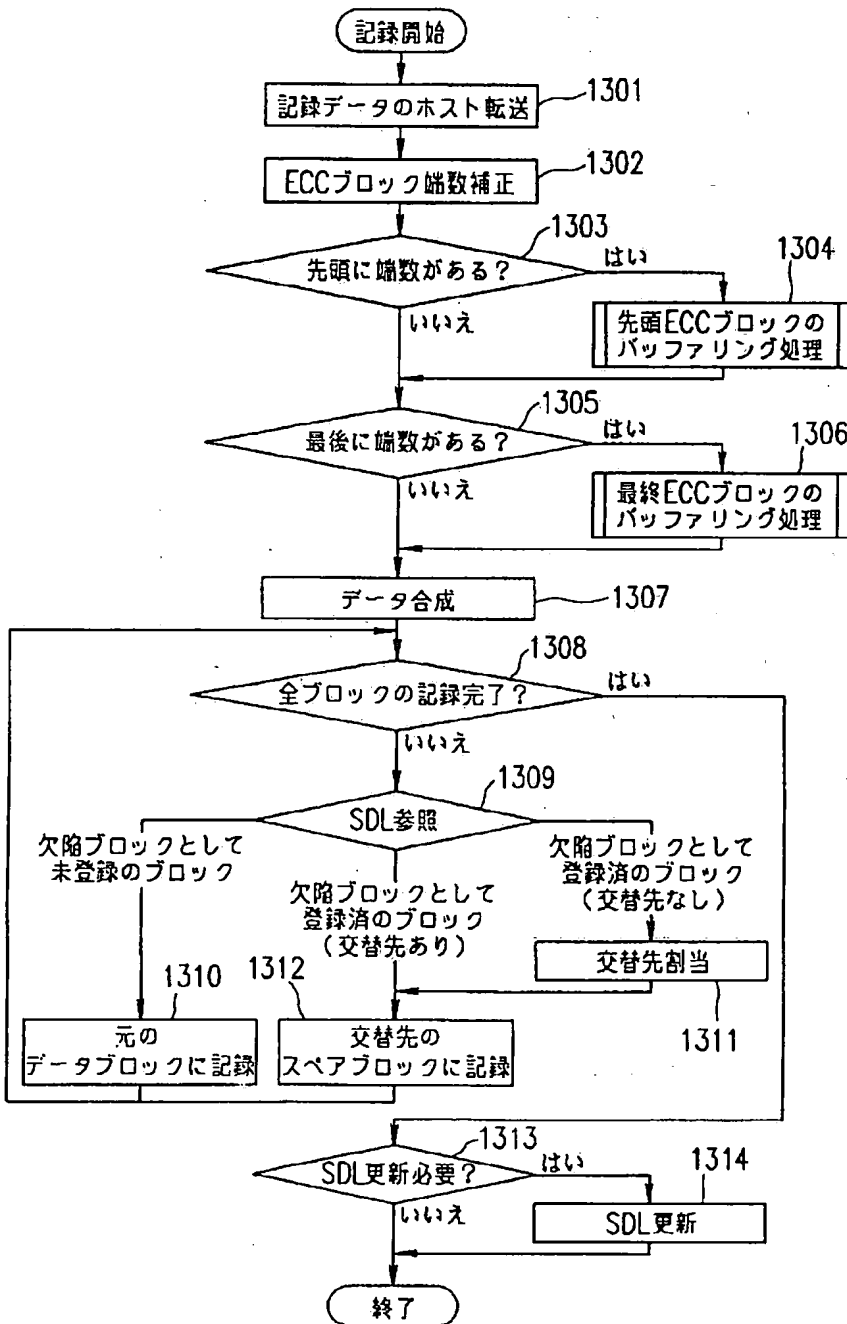 記録開始
記録データのホスト転送
1301
ECCブロック端数補正
1302
先頭に端数がある?
1303
はい
いいえ
1304
先頭ECCブロックの
バッファリング処理
最後に端数がある?
1305
はい
いいえ
1306
最終ECCブロックの
バッファリング処理
データ合成
1307
全ブロックの記録完了?
1308
はい
いいえ
SDL参照
1309
欠陥ブロックとして
未登録のブロック
欠陥ブロックとして
登録済のブロック
(交替先あり)
欠陥ブロックとして
登録済のブロック
(交替先なし)
交替先割当
1311
1310
元の
データブロックに記録
1312
交替先の
スペアブロックに記録
SDL更新必要?
1313
はい
いいえ
1314
SDL更新
終了